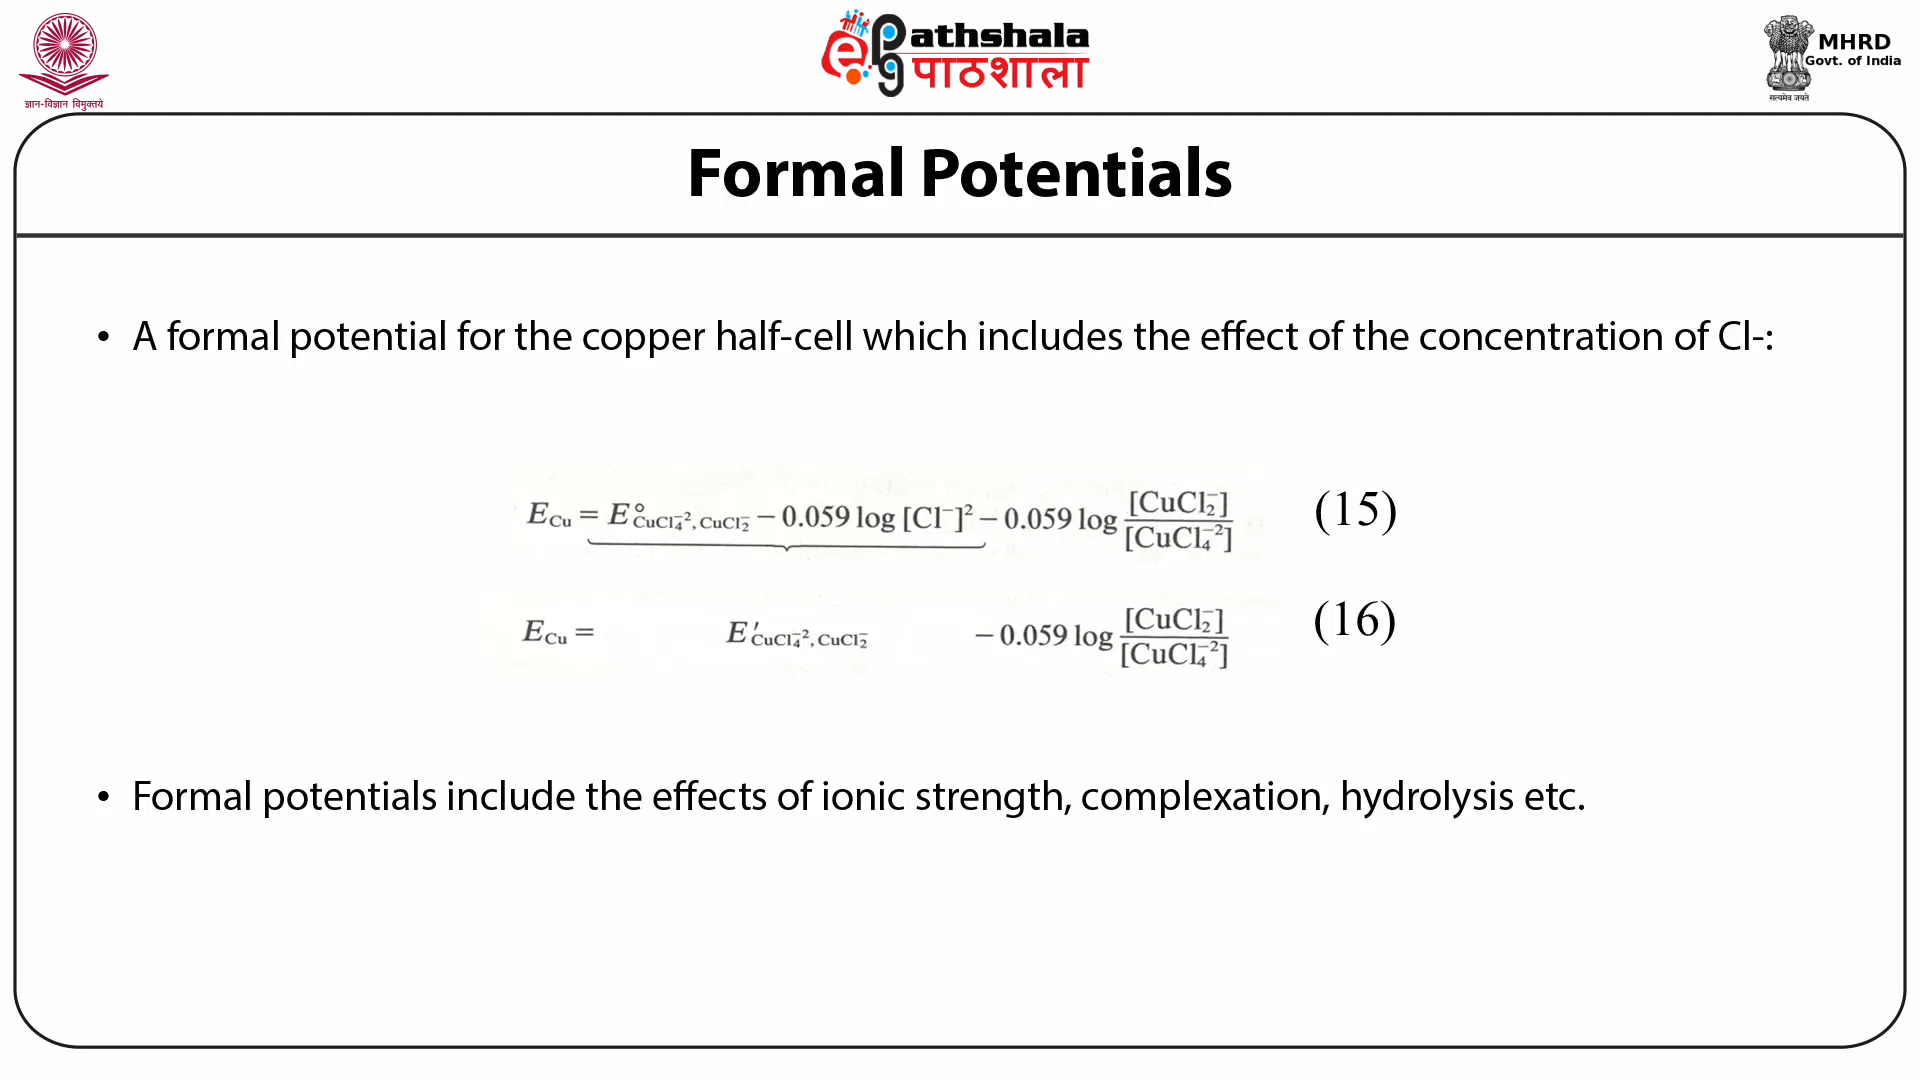 ज्ञान-विज्ञान विमुक्तये
ePathshala
पाठशाला
MHRD
Govt. of India
सत्यमेव जयते
Formal Potentials
• A formal potential for the copper half-cell which includes the effect of the concentration of Cl-:
E_Cu = E°_CuCl₄⁻², CuCl₂⁻ − 0.059 log [Cl⁻]² − 0.059 log [CuCl₂⁻] / [CuCl₄⁻²] (15)
E_Cu = E′_CuCl₄⁻², CuCl₂⁻ − 0.059 log [CuCl₂⁻] / [CuCl₄⁻²] (16)
• Formal potentials include the effects of ionic strength, complexation, hydrolysis etc.